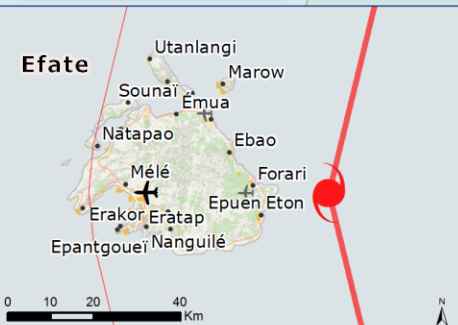 Utanlangi
Efate
Marow
Sounaï
Émua
Natapao
Ebao
Mélé
Forari
Epuen Eton
Erakor Eratap
Epantgoueï Nanguilé
0 10 20 40
Km
N